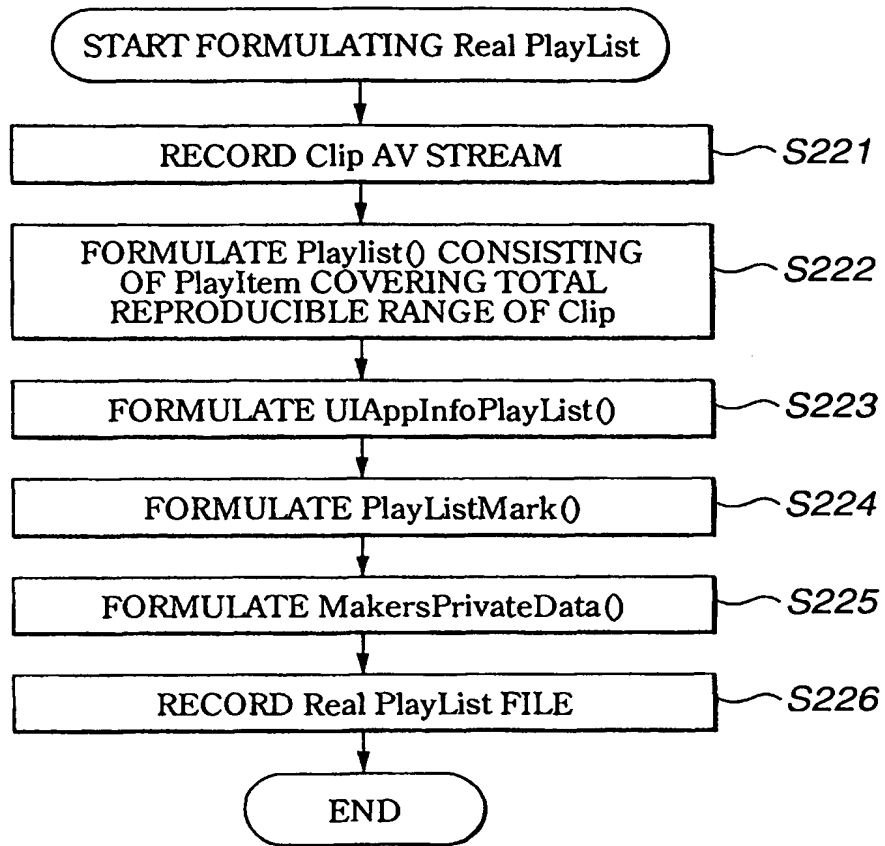 START FORMULATING Real PlayList
RECORD Clip AV STREAM
S221
FORMULATE Playlist() CONSISTING
OF PlayItem COVERING TOTAL
REPRODUCIBLE RANGE OF Clip
S222
FORMULATE UIAppInfoPlayList()
S223
FORMULATE PlayListMark()
S224
FORMULATE MakersPrivateData()
S225
RECORD Real PlayList FILE
S226
END